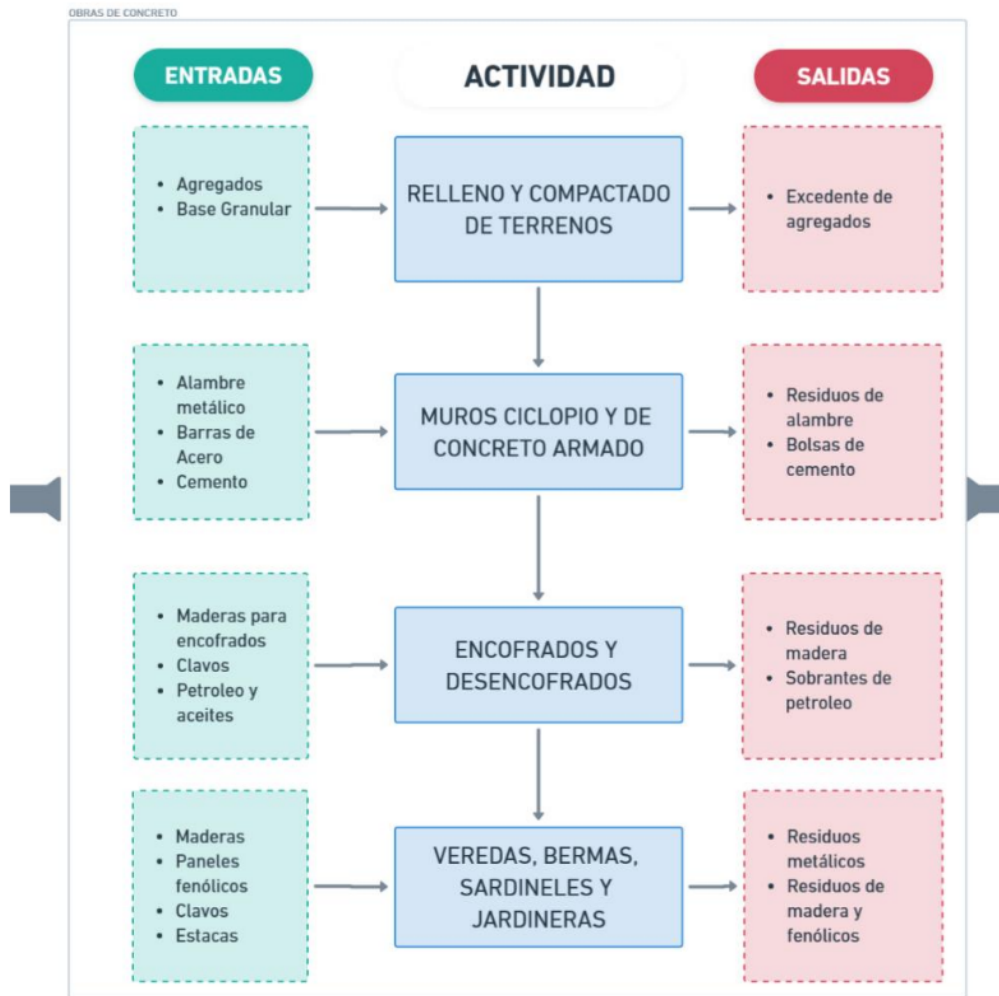 OBRAS DE CONCRETO
ENTRADAS
ACTIVIDAD
SALIDAS
• Agregados
• Base Granular
RELLENO Y COMPACTADO
DE TERRENOS
• Excedente de
agregados
• Alambre
metálico
• Barras de
Acero
• Cemento
MUROS CICLOPIO Y DE
CONCRETO ARMADO
• Residuos de
alambre
• Bolsas de
cemento
• Maderas para
encofrados
• Clavos
• Petroleo y
aceites
ENCOFRADOS Y
DESENCOFRADOS
• Residuos de
madera
• Sobrantes de
petroleo
• Maderas
• Paneles
fenólicos
• Clavos
• Estacas
VEREDAS, BERMAS,
SARDINELES Y
JARDINERAS
• Residuos
metálicos
• Residuos de
madera y
fenólicos